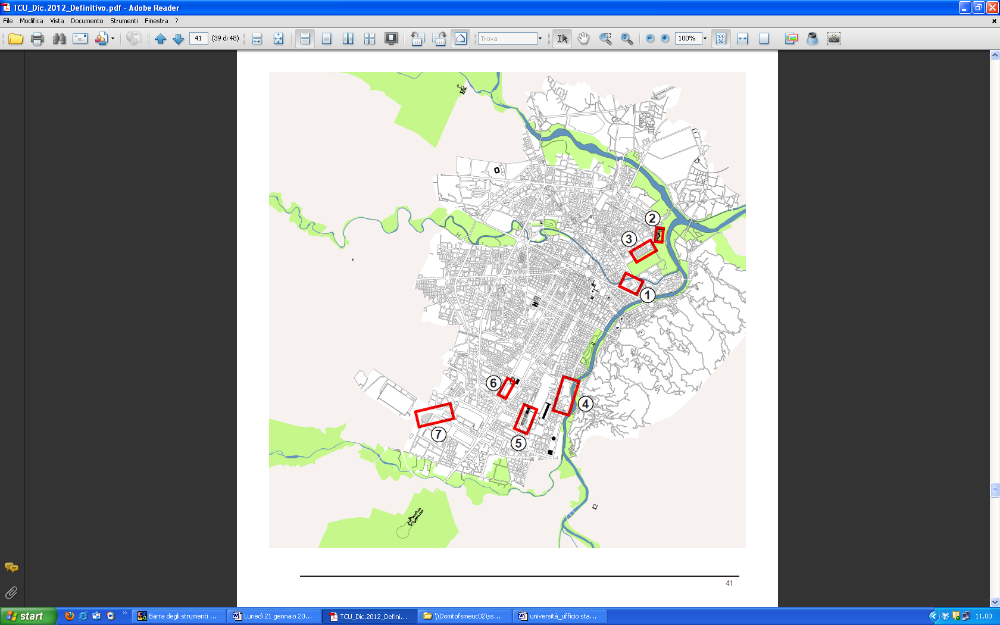 TCU_Dic.2012_Definitivo.pdf - Adobe Reader
File Modifica Vista Documento Strumenti Finestra ?
41 (39 di 48) Trova 100%
2
3
1
6
4
7
5
41
start Barra degli strumenti ... Lunedì 21 gennaio 20... TCU_Dic.2012_Defini... \\Domtofsmeuc02\ss... università_ufficio sta... 11.00